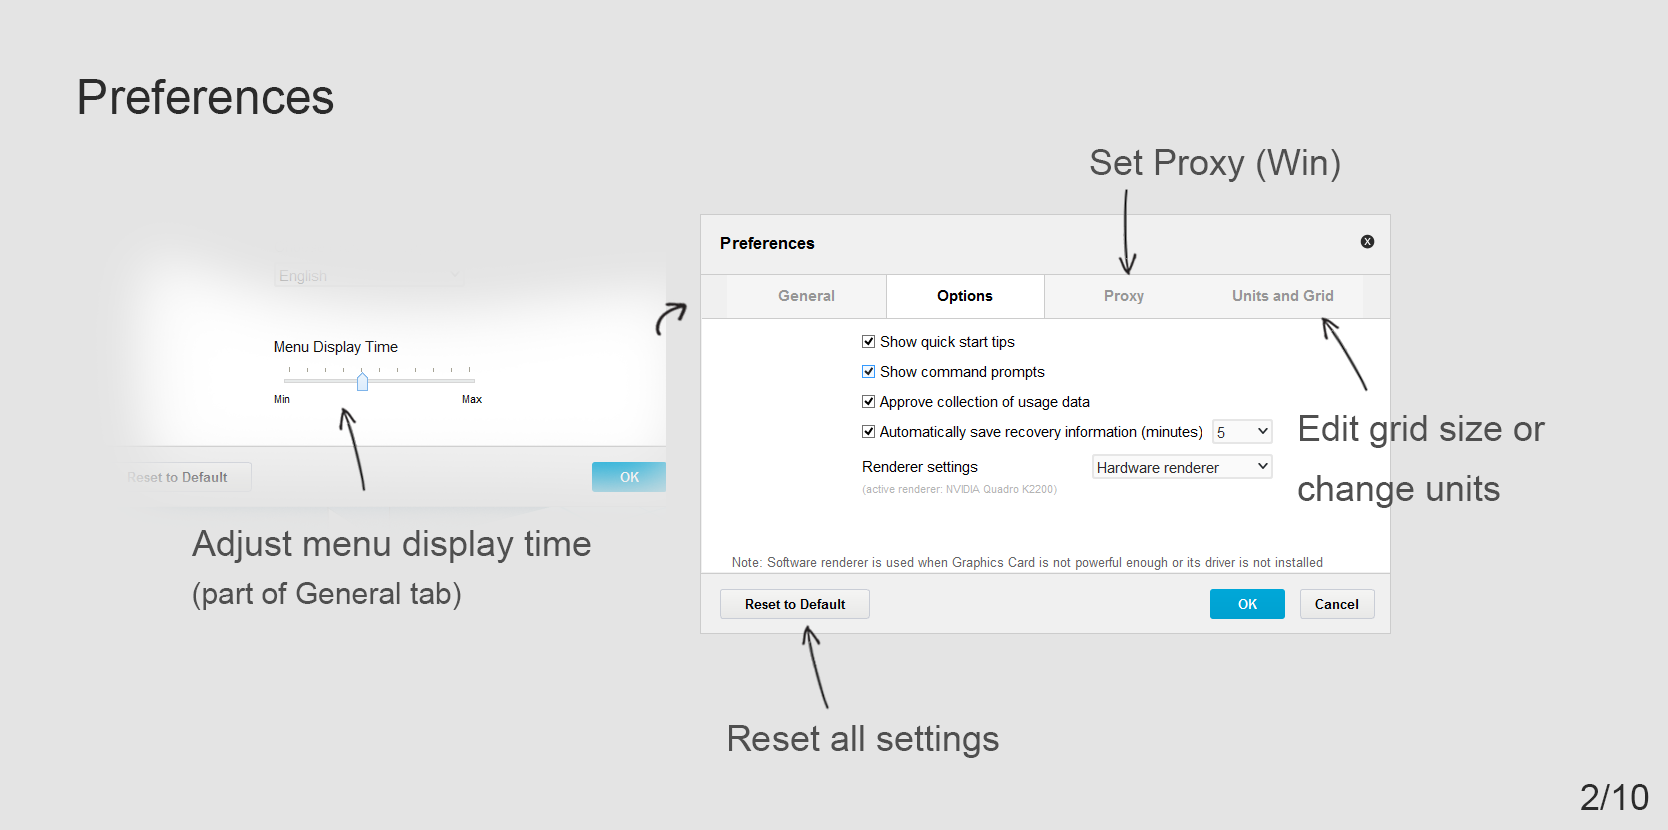 Preferences
Set Proxy (Win)
English
Menu Display Time
Min Max
Reset to Default OK
Adjust menu display time
(part of General tab)
Preferences
General Options Proxy Units and Grid
Show quick start tips
Show command prompts
Approve collection of usage data
Automatically save recovery information (minutes) 5
Renderer settings Hardware renderer
(active renderer: NVIDIA Quadro K2200)
Note: Software renderer is used when Graphics Card is not powerful enough or its driver is not installed
Reset to Default OK Cancel
Edit grid size or
change units
Reset all settings
2/10